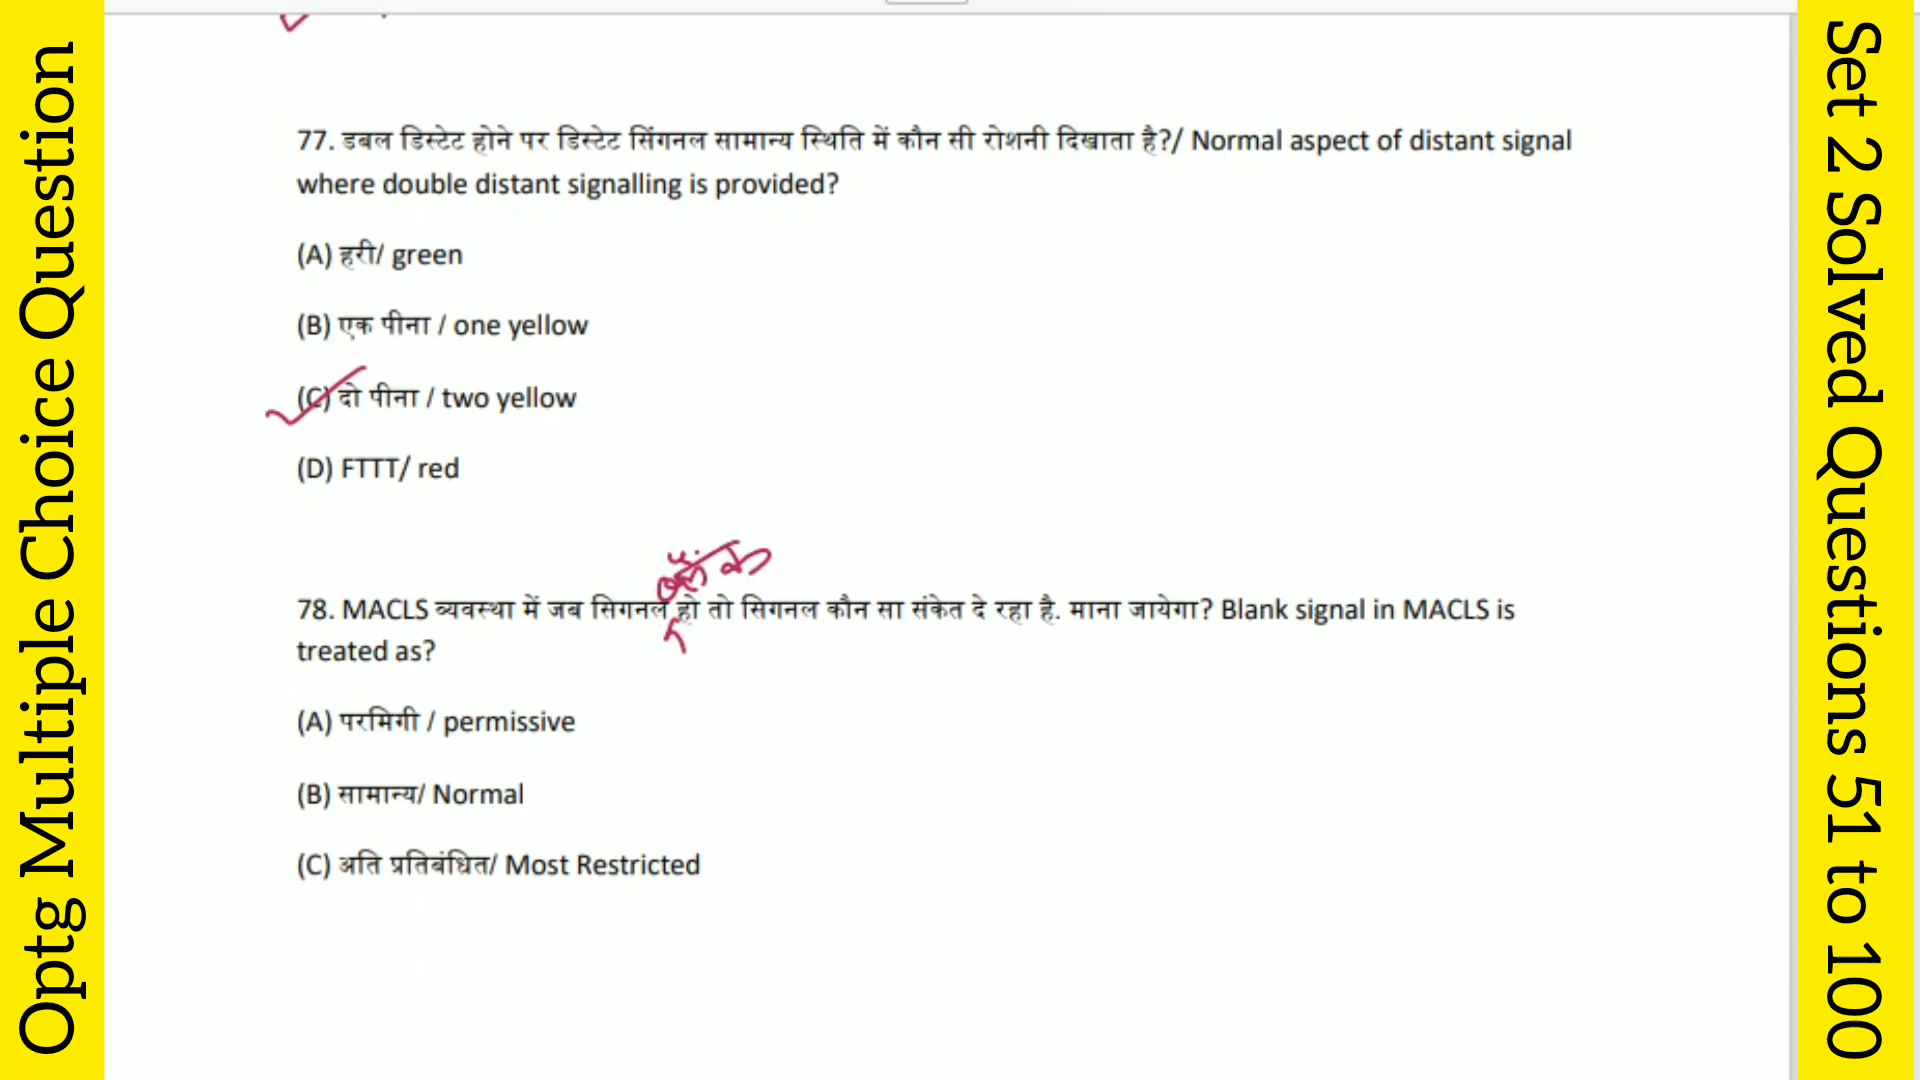 Optg Multiple Choice Question
77. डबल डिस्टेट होने पर डिस्टेट सिंगनल सामान्य स्थिति में कौन सी रोशनी दिखाता है?/ Normal aspect of distant signal
where double distant signalling is provided?
(A) हरी/ green
(B) एक पीना / one yellow
(C) दो पीना / two yellow
(D) FTTT/ red
ब्लैंक
78. MACLS व्यवस्था में जब सिगनल हो तो सिगनल कौन सा संकेत दे रहा है. माना जायेगा? Blank signal in MACLS is
treated as?
(A) परमिगी / permissive
(B) सामान्य/ Normal
(C) अति प्रतिबंधित/ Most Restricted
Set 2 Solved Questions 51 to 100